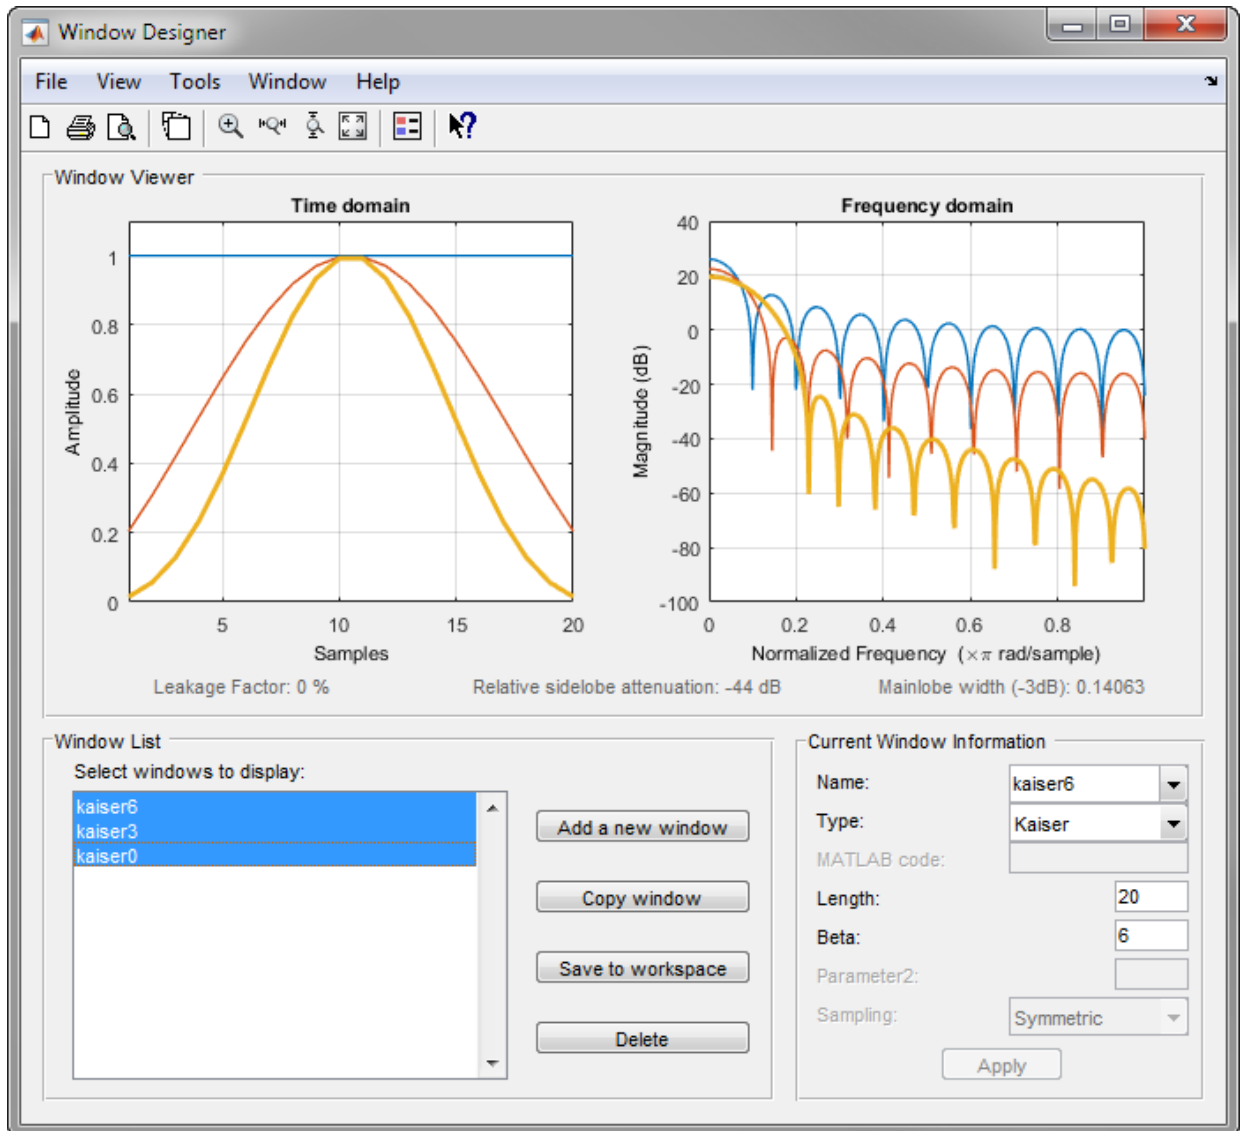 Window Designer
File View Tools Window Help
Window Viewer
Time domain
Frequency domain
1
0.8
0.6
0.4
0.2
0
Amplitude
5 10 15 20
Samples
40
20
0
-20
-40
-60
-80
-100
Magnitude (dB)
0 0.2 0.4 0.6 0.8
Normalized Frequency (×π rad/sample)
Leakage Factor: 0 % Relative sidelobe attenuation: -44 dB Mainlobe width (-3dB): 0.14063
Window List
Select windows to display:
kaiser6
kaiser3
kaiser0
Add a new window
Copy window
Save to workspace
Delete
Current Window Information
Name: kaiser6
Type: Kaiser
MATLAB code:
Length: 20
Beta: 6
Parameter2:
Sampling: Symmetric
Apply